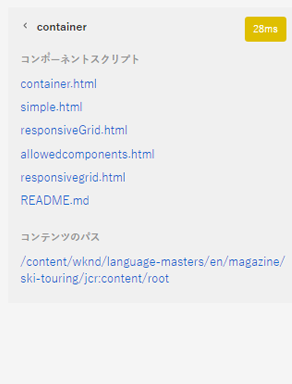 container
28ms
コンポーネントスクリプト
container.html
simple.html
responsiveGrid.html
allowedcomponents.html
responsivegrid.html
README.md
コンテンツのパス
/content/wknd/language-masters/en/magazine/
ski-touring/jcr:content/root